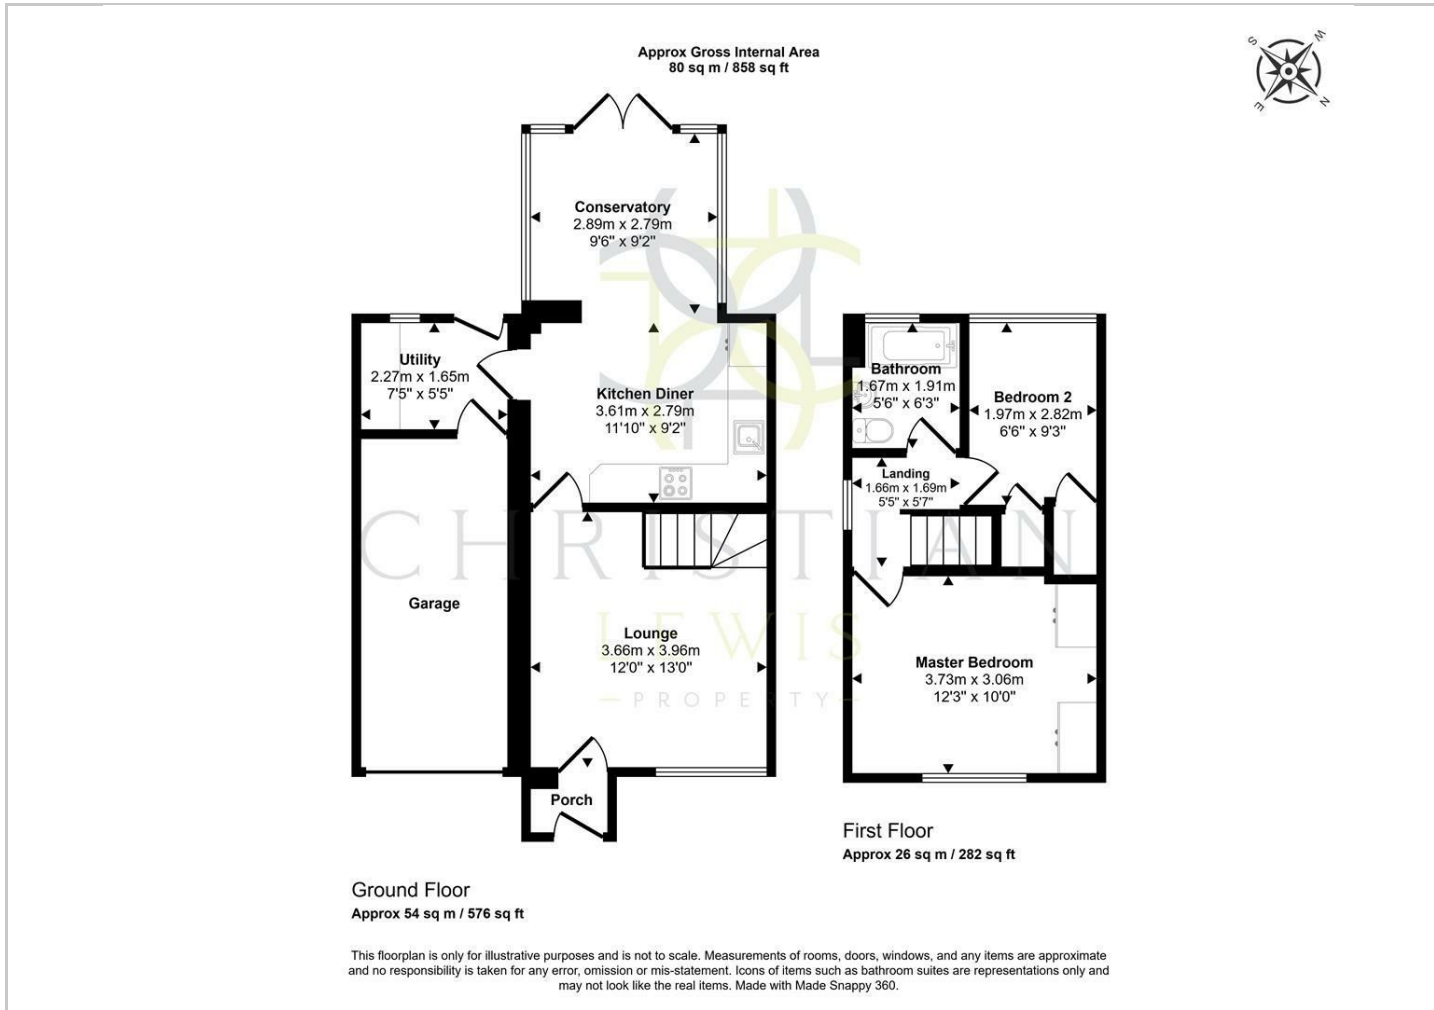 Approx Gross Internal Area
80 sq m / 858 sq ft
S
W
E
N
Conservatory
2.89m x 2.79m
9'6" x 9'2"
Utility
2.27m x 1.65m
7'5" x 5'5"
Kitchen Diner
3.61m x 2.79m
11'10" x 9'2"
Bathroom
1.67m x 1.91m
5'6" x 6'3"
Bedroom 2
1.97m x 2.82m
6'6" x 9'3"
Landing
1.66m x 1.69m
5'5" x 5'7"
CHRISTIAN
LEWIS
PROPERTY
Garage
Lounge
3.66m x 3.96m
12'0" x 13'0"
Master Bedroom
3.73m x 3.06m
12'3" x 10'0"
Porch
First Floor
Approx 26 sq m / 282 sq ft
Ground Floor
Approx 54 sq m / 576 sq ft
This floorplan is only for illustrative purposes and is not to scale. Measurements of rooms, doors, windows, and any items are approximate
and no responsibility is taken for any error, omission or mis-statement. Icons of items such as bathroom suites are representations only and
may not look like the real items. Made with Made Snappy 360.